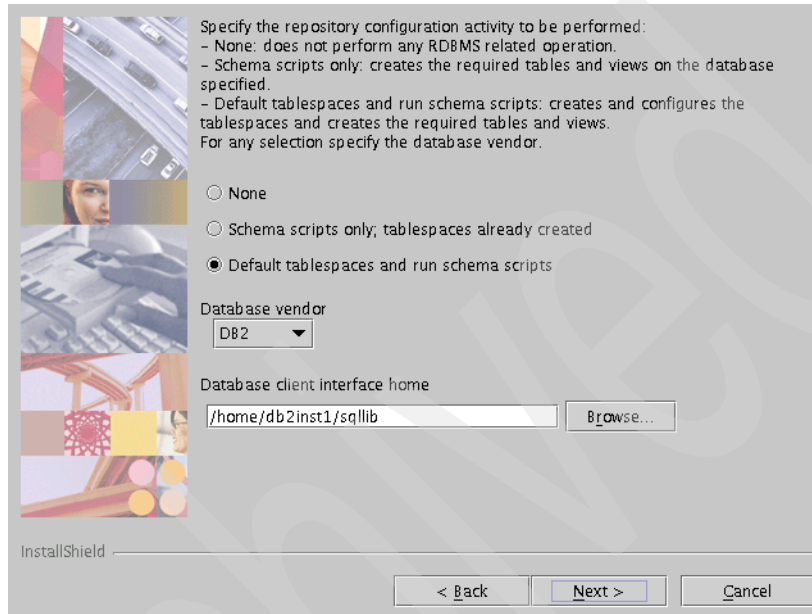 Specify the repository configuration activity to be performed:
– None: does not perform any RDBMS related operation.
– Schema scripts only: creates the required tables and views on the database
specified.
– Default tablespaces and run schema scripts: creates and configures the
tablespaces and creates the required tables and views.
For any selection specify the database vendor.
None
Schema scripts only; tablespaces already created
Default tablespaces and run schema scripts
Database vendor
DB2
Database client interface home
/home/db2inst1/sqllib
Browse...
InstallShield
< Back
Next >
Cancel